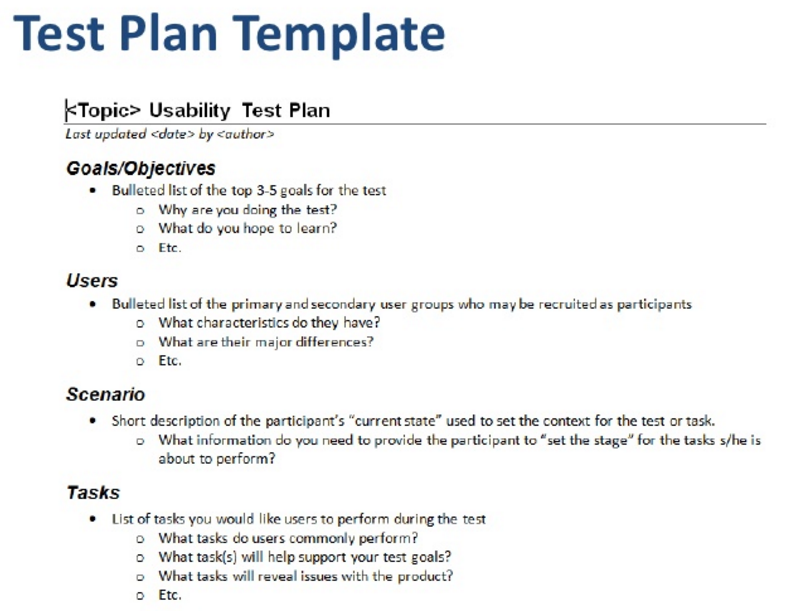 Test Plan Template
<Topic> Usability Test Plan
Last updated <date> by <author>
Goals/Objectives
• Bulleted list of the top 3-5 goals for the test
o Why are you doing the test?
o What do you hope to learn?
o Etc.
Users
• Bulleted list of the primary and secondary user groups who may be recruited as participants
o What characteristics do they have?
o What are their major differences?
o Etc.
Scenario
• Short description of the participant's “current state” used to set the context for the test or task.
o What information do you need to provide the participant to “set the stage” for the tasks s/he is
about to perform?
Tasks
• List of tasks you would like users to perform during the test
o What tasks do users commonly perform?
o What task(s) will help support your test goals?
o What tasks will reveal issues with the product?
o Etc.